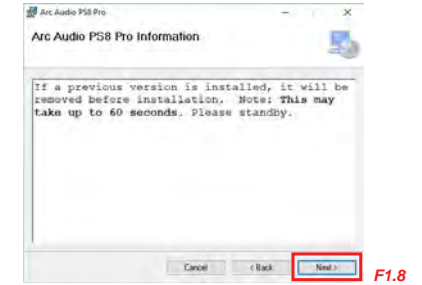 Arc Audio PS8 Pro
Arc Audio PS8 Pro Information
If a previous version is installed, it will be
removed before installation. Note: This may
take up to 60 seconds. Please standby.
Cancel < Back Next >
F1.8